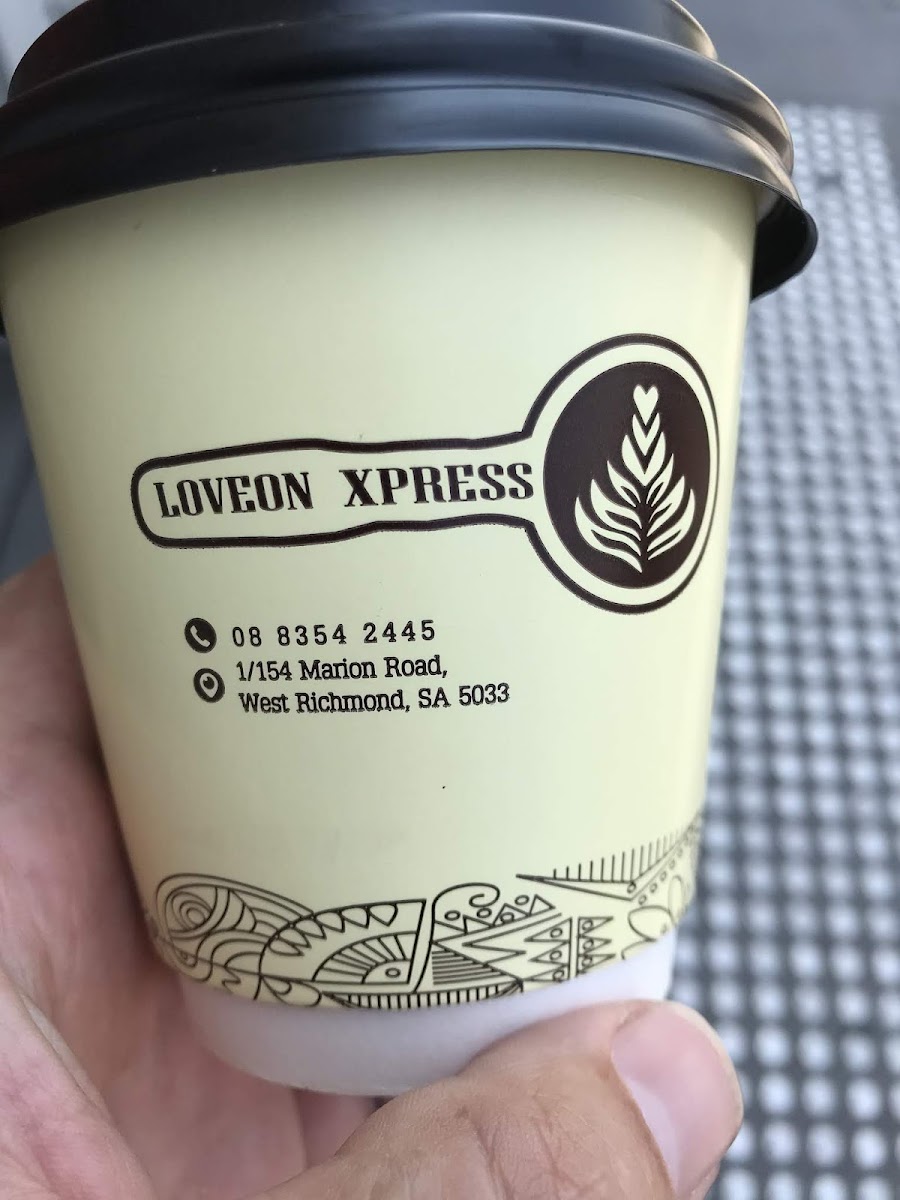 LOVEON XPRESS
08 8354 2445
1/154 Marion Road,
West Richmond, SA 5033